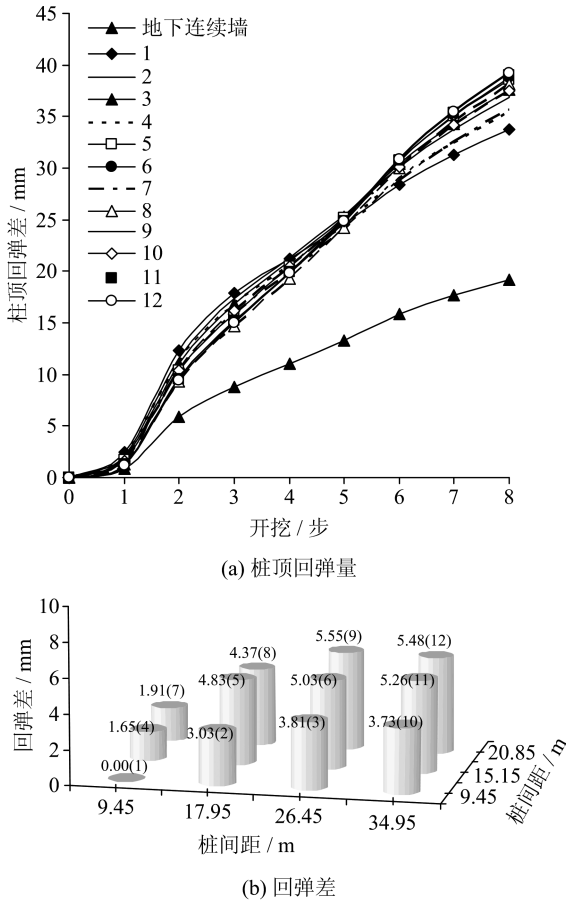 45
40
35
30
25
20
15
10
5
0
柱顶回弹差 / mm
地下连续墙
1
2
3
4
5
6
7
8
9
10
11
12
0 1 2 3 4 5 6 7 8
开挖 / 步
(a) 桩顶回弹量
10
8
6
4
2
0
回弹差 / mm
4.37(8) 5.55(9) 5.48(12)
1.91(7) 4.83(5) 5.03(6) 5.26(11)
1.65(4) 3.03(2) 3.81(3) 3.73(10)
0.00(1)
20.85
15.15
9.45
桩间距 / m
9.45 17.95 26.45 34.95
桩间距 / m
(b) 回弹差